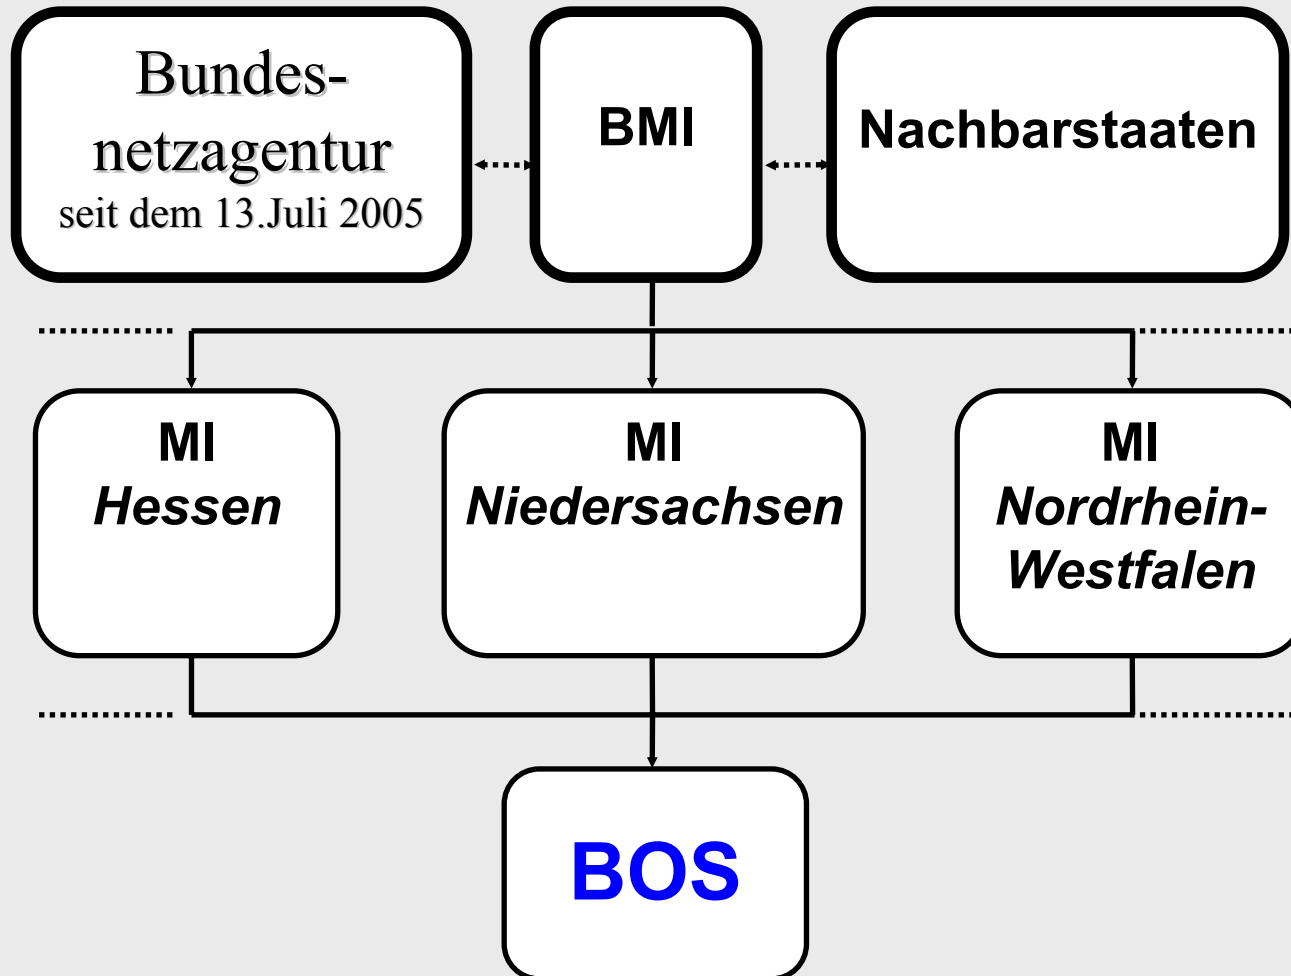 Bundes-
netzagentur
seit dem 13.Juli 2005
BMI
Nachbarstaaten
MI
Hessen
MI
Niedersachsen
MI
Nordrhein-
Westfalen
BOS